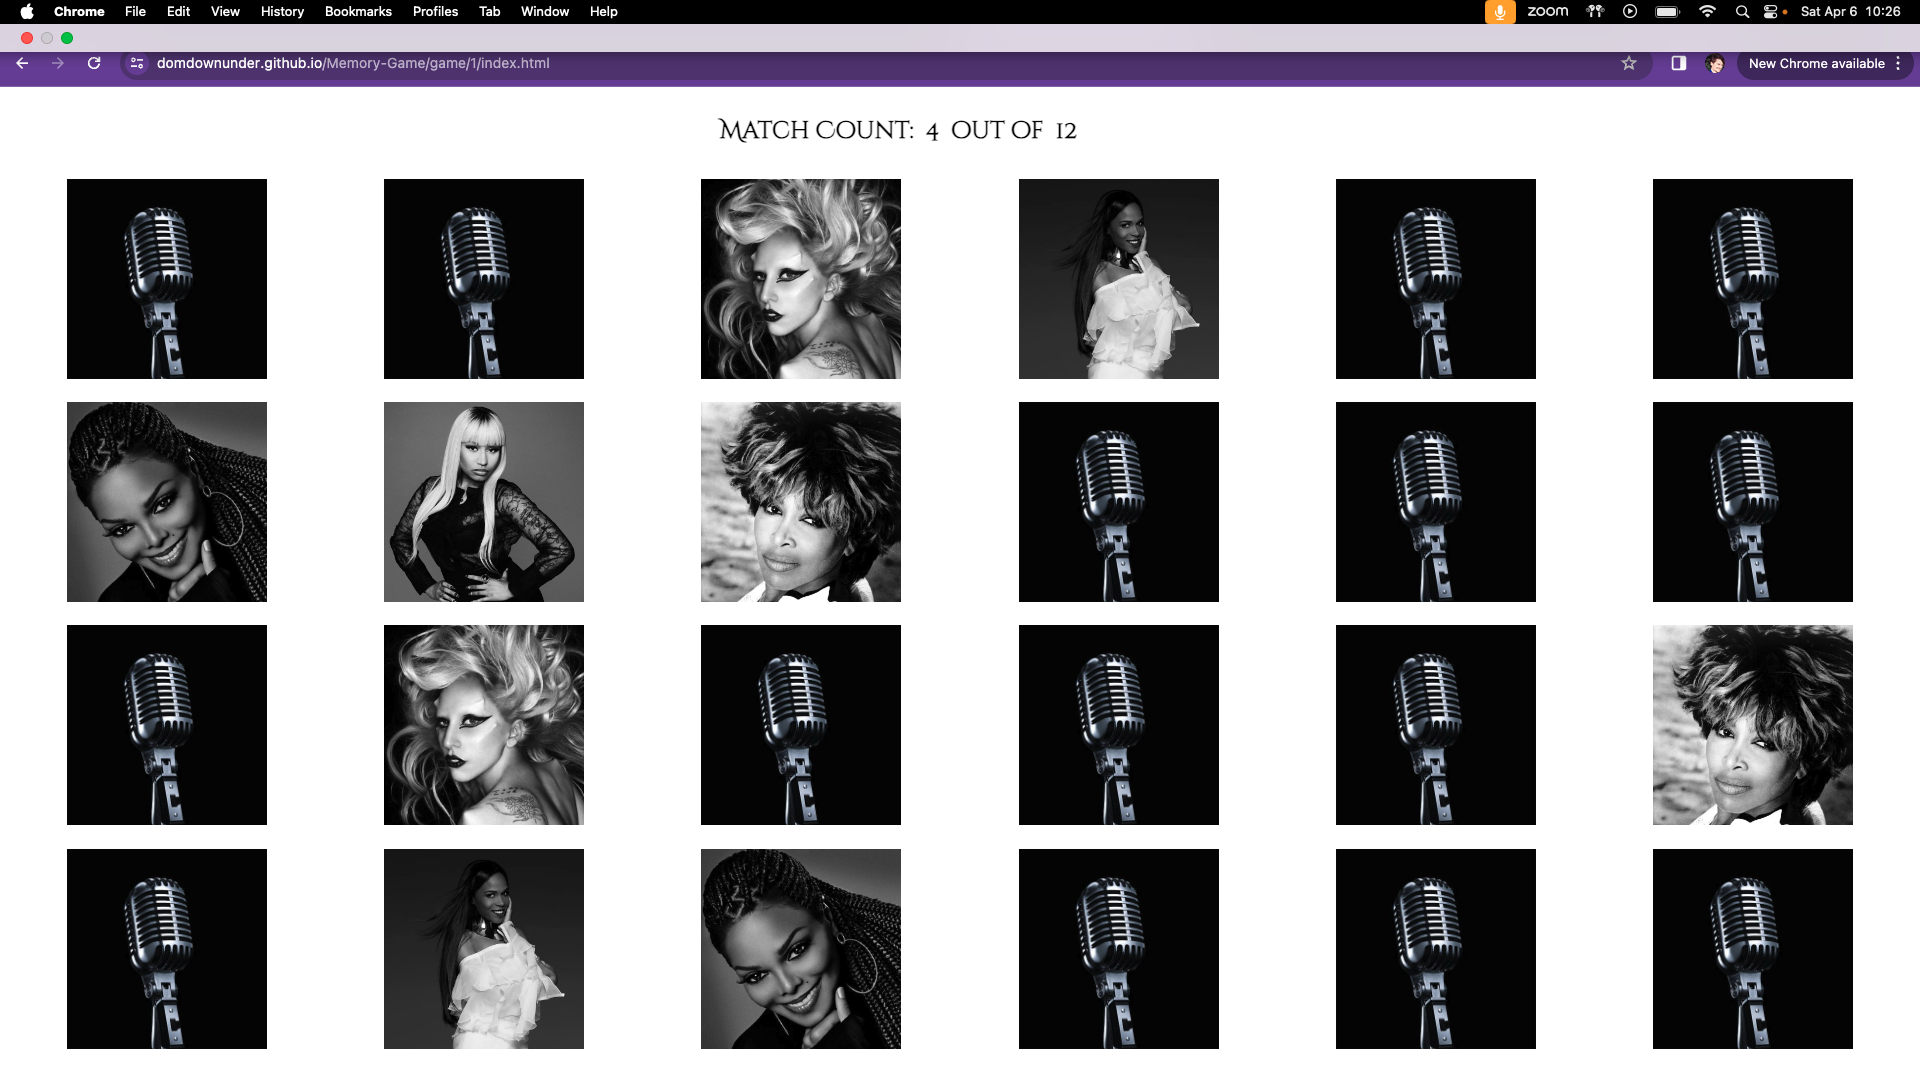 Chrome File Edit View History Bookmarks Profiles Tab Window Help zoom Sat Apr 6 10:26
domdownunder.github.io/Memory-Game/game/1/index.html New Chrome available
Match Count: 4 out of 12